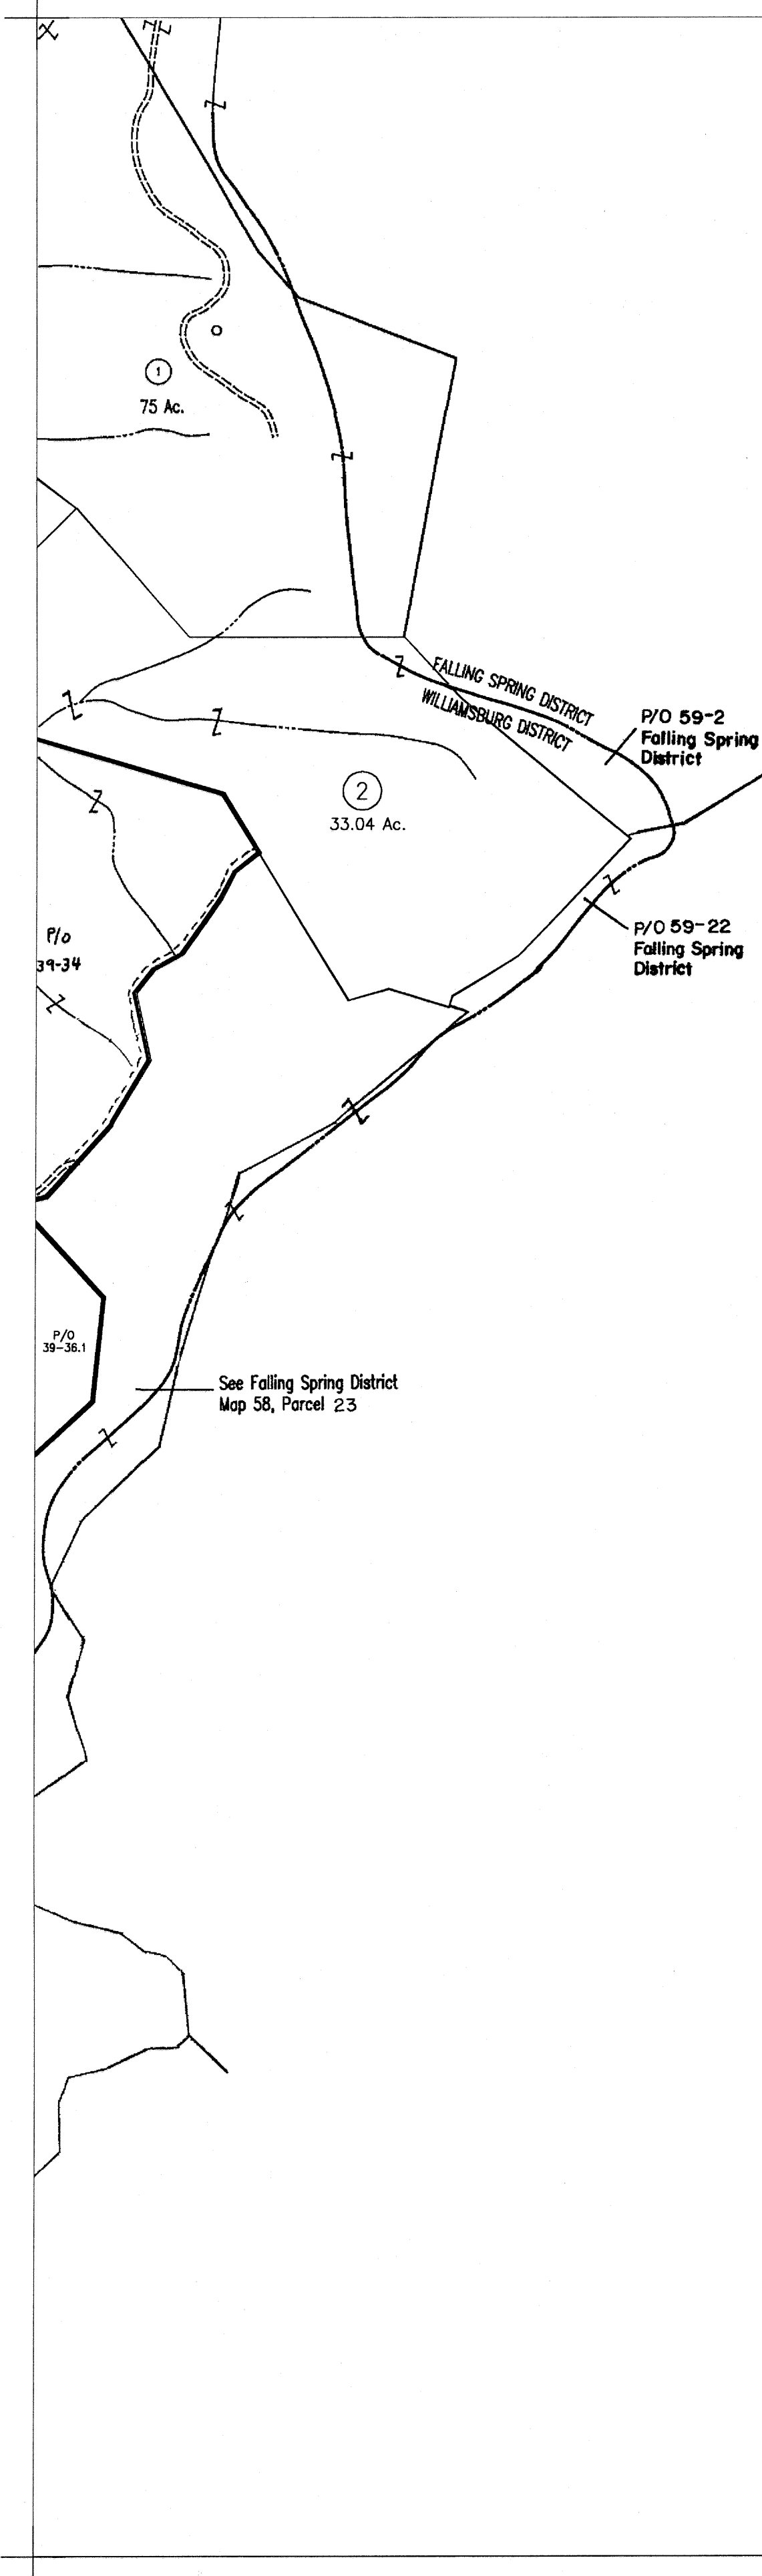 1
75 Ac.
FALLING SPRING DISTRICT
WILLIAMSBURG DISTRICT
P/O 59-2
Falling Spring
District
2
33.04 Ac.
P/O
39-34
P/O 59-22
Falling Spring
District
P/O
39-36.1
See Falling Spring District
Map 58, Parcel 23